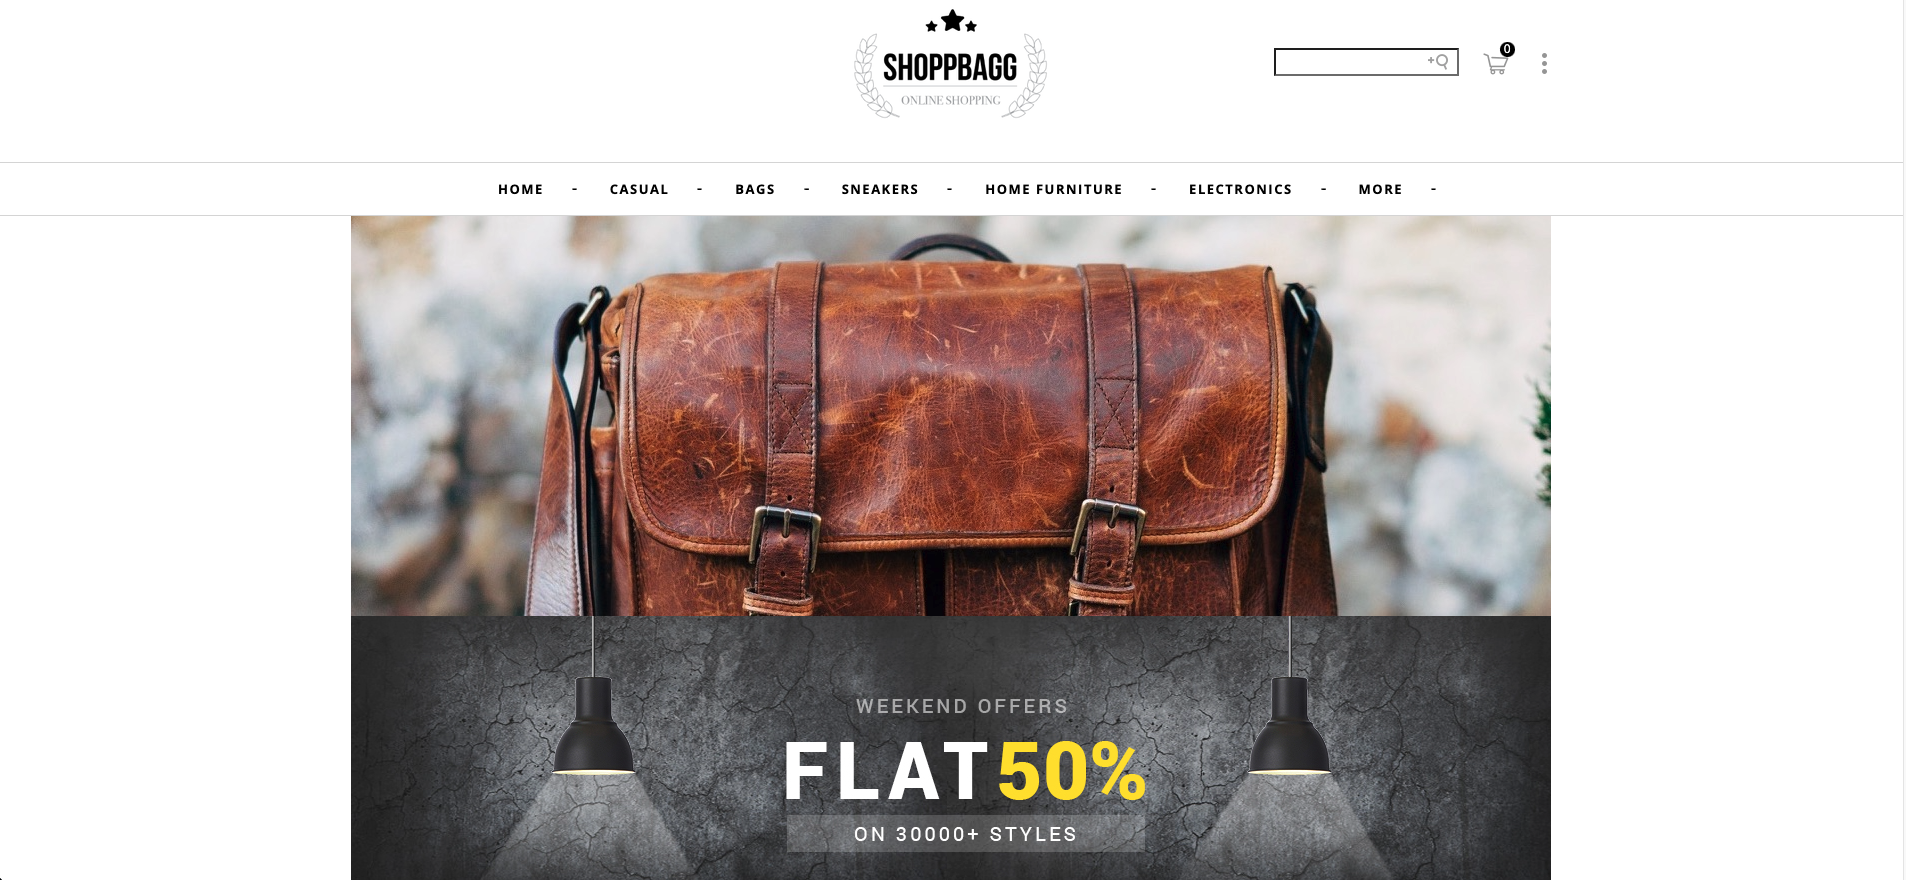 SHOPPBAGG
ONLINE SHOPPING
0
HOME - CASUAL - BAGS - SNEAKERS - HOME FURNITURE - ELECTRONICS - MORE -
WEEKEND OFFERS
FLAT 50%
ON 30000+ STYLES